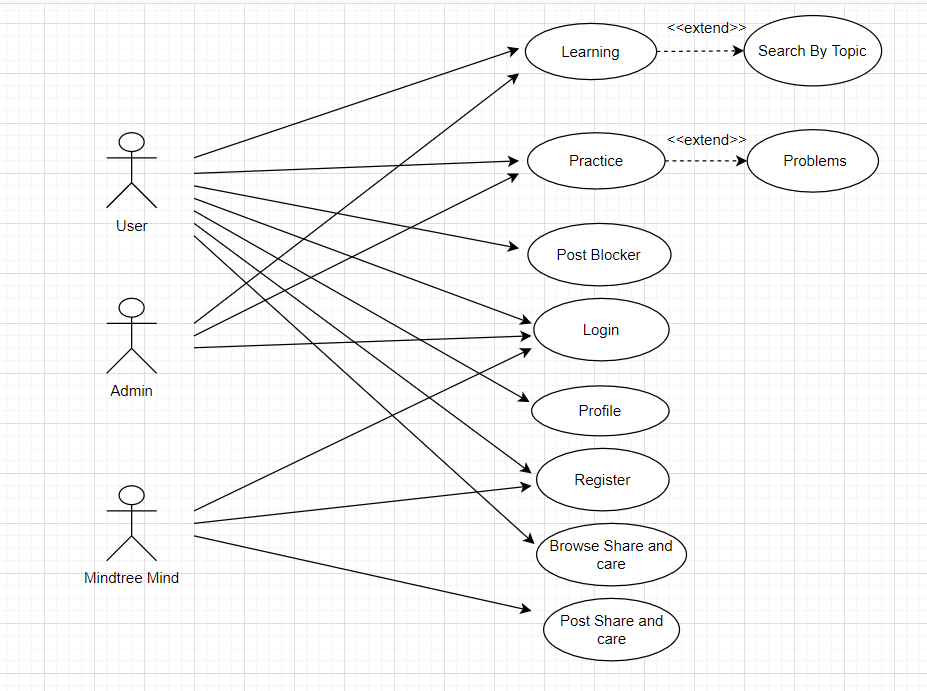 <<extend>>
Learning
Search By Topic
<<extend>>
Practice
Problems
User
Post Blocker
Login
Admin
Profile
Register
Browse Share and
care
Mindtree Mind
Post Share and
care